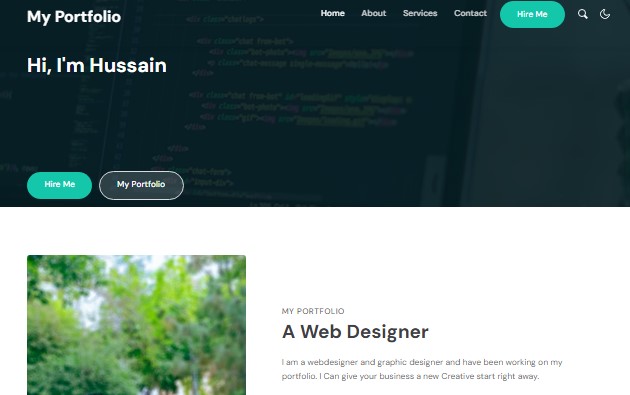 My Portfolio
Home About Services Contact Hire Me
Hi, I'm Hussain
Hire Me My Portfolio
MY PORTFOLIO
A Web Designer
I am a webdesigner and graphic designer and have been working on my
portfolio. I Can give your business a new Creative start right away.